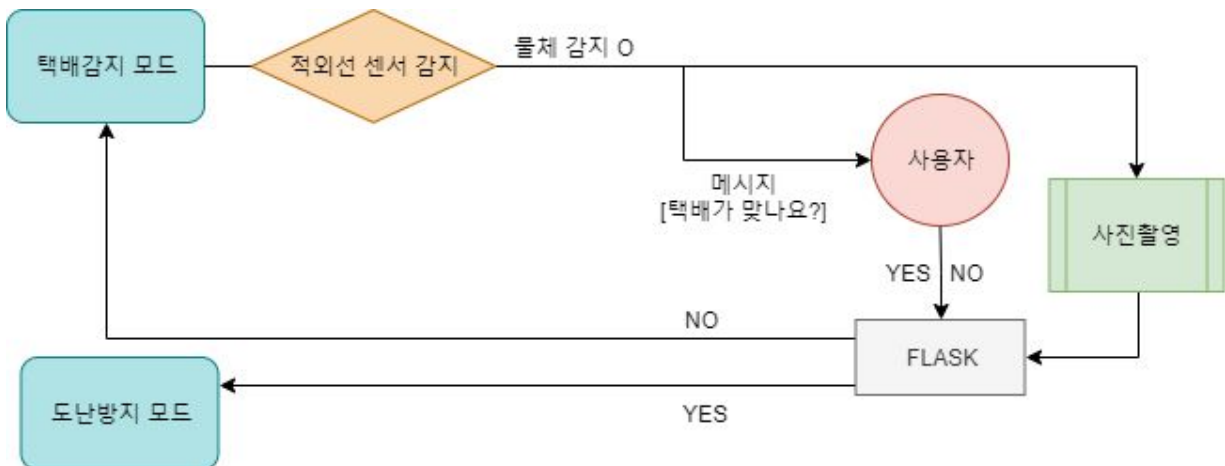 택배감지 모드
적외선 센서 감지
물체 감지 O
사용자
메시지
[택배가 맞나요?]
사진촬영
YES
NO
NO
FLASK
도난방지 모드
YES